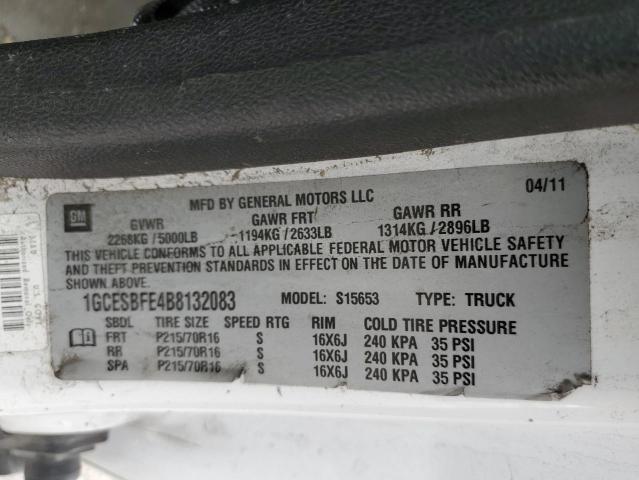 MFD BY GENERAL MOTORS LLC 04/11
GM
GVWR GAWR FRT GAWR RR
2268KG / 5000LB 1194KG / 2633LB 1314KG / 2896LB
THIS VEHICLE CONFORMS TO ALL APPLICABLE FEDERAL MOTOR VEHICLE SAFETY
AND THEFT PREVENTION STANDARDS IN EFFECT ON THE DATE OF MANUFACTURE
SHOWN ABOVE.
1GCESBFE4B8132083 MODEL: S15653 TYPE: TRUCK
SBDL TIRE SIZE SPEED RTG RIM COLD TIRE PRESSURE
FRT P215/70R16 S 16X6J 240 KPA 35 PSI
RR P215/70R16 S 16X6J 240 KPA 35 PSI
SPA P215/70R16 S 16X6J 240 KPA 35 PSI